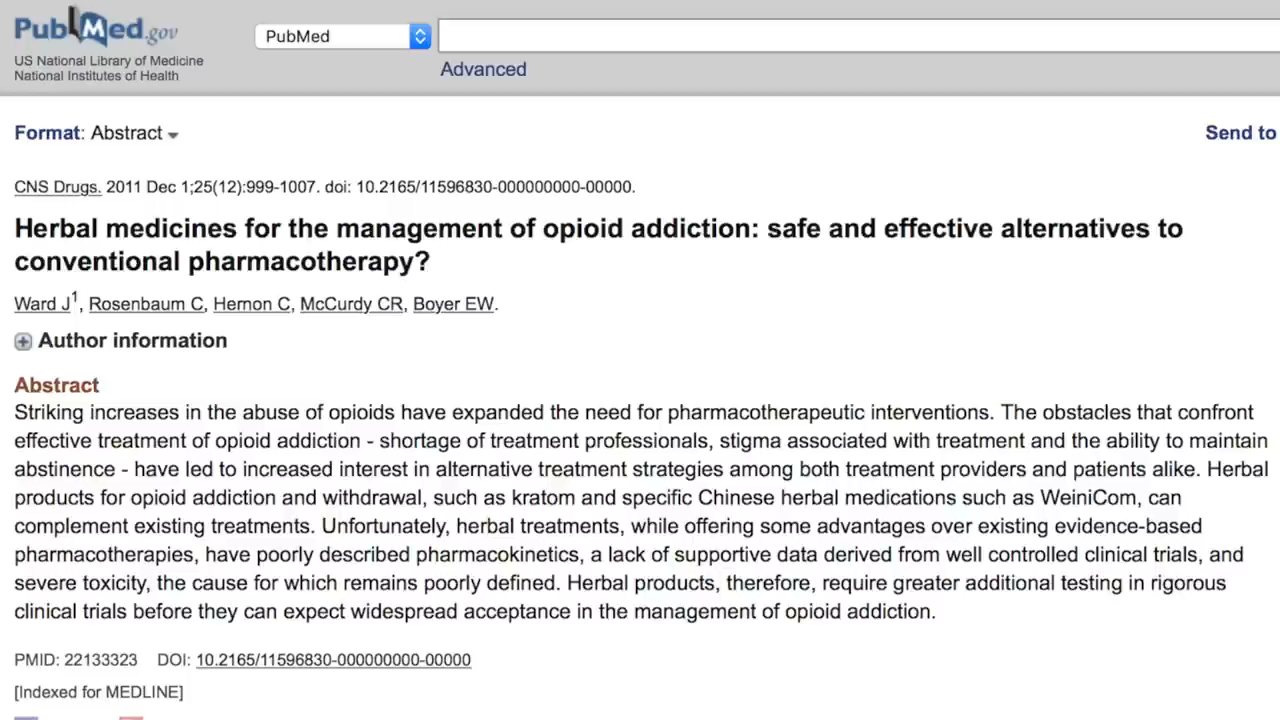 PubMed.gov
US National Library of Medicine
National Institutes of Health
PubMed
Advanced
Format: Abstract
Send to
CNS Drugs. 2011 Dec 1;25(12):999-1007. doi: 10.2165/11596830-000000000-00000.
Herbal medicines for the management of opioid addiction: safe and effective alternatives to
conventional pharmacotherapy?
Ward J1, Rosenbaum C, Hernon C, McCurdy CR, Boyer EW.
Author information
Abstract
Striking increases in the abuse of opioids have expanded the need for pharmacotherapeutic interventions. The obstacles that confront
effective treatment of opioid addiction - shortage of treatment professionals, stigma associated with treatment and the ability to maintain
abstinence - have led to increased interest in alternative treatment strategies among both treatment providers and patients alike. Herbal
products for opioid addiction and withdrawal, such as kratom and specific Chinese herbal medications such as WeiniCom, can
complement existing treatments. Unfortunately, herbal treatments, while offering some advantages over existing evidence-based
pharmacotherapies, have poorly described pharmacokinetics, a lack of supportive data derived from well controlled clinical trials, and
severe toxicity, the cause for which remains poorly defined. Herbal products, therefore, require greater additional testing in rigorous
clinical trials before they can expect widespread acceptance in the management of opioid addiction.
PMID: 22133323 DOI: 10.2165/11596830-000000000-00000
[Indexed for MEDLINE]